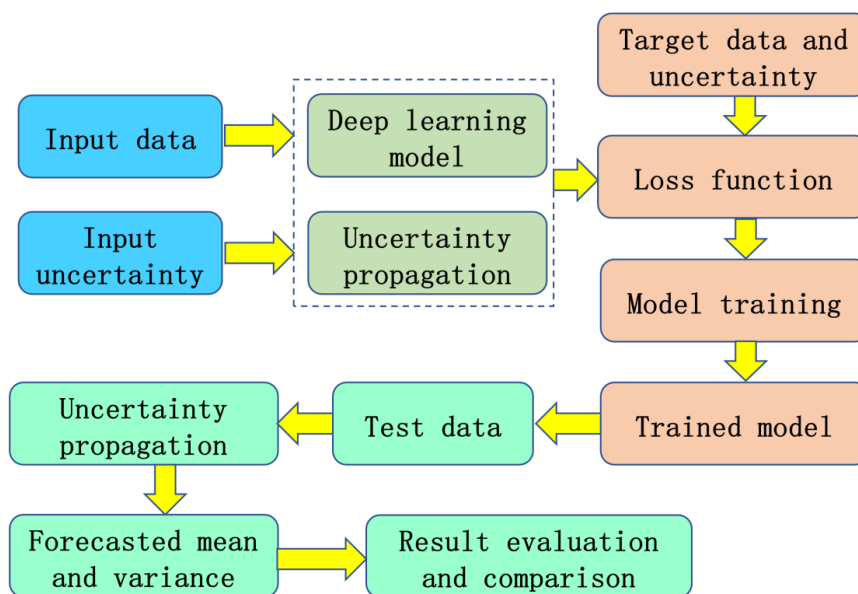 Target data and
uncertainty
Input data
Deep learning
model
Loss function
Input
uncertainty
Uncertainty
propagation
Model training
Uncertainty
propagation
Test data
Trained model
Forecasted mean
and variance
Result evaluation
and comparison